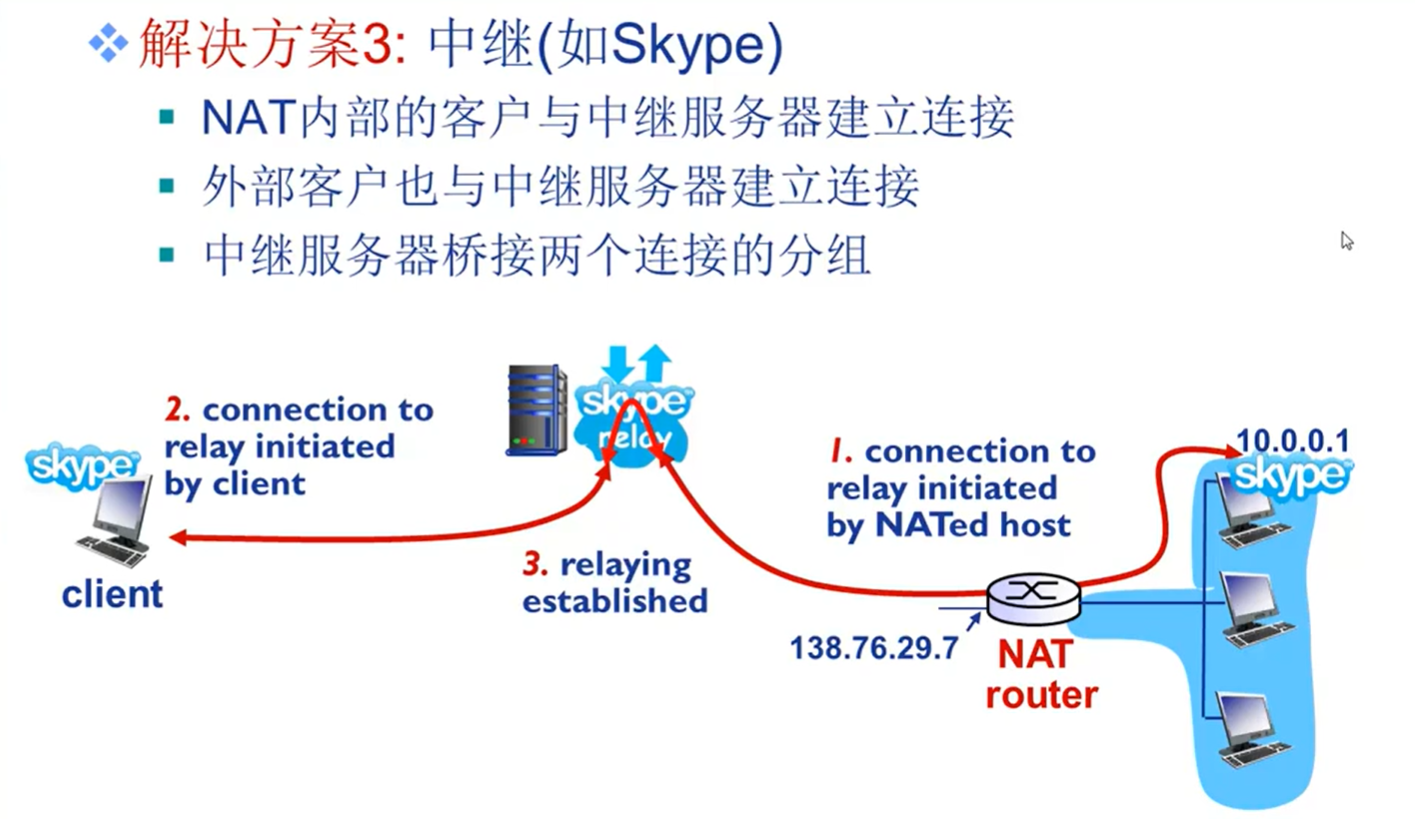 解决方案3: 中继(如Skype)
NAT内部的客户与中继服务器建立连接
外部客户也与中继服务器建立连接
中继服务器桥接两个连接的分组
2. connection to
relay initiated
by client
skype
client
skype
relay
3. relaying
established
1. connection to
relay initiated
by NATed host
10.0.0.1
skype
138.76.29.7
NAT
router